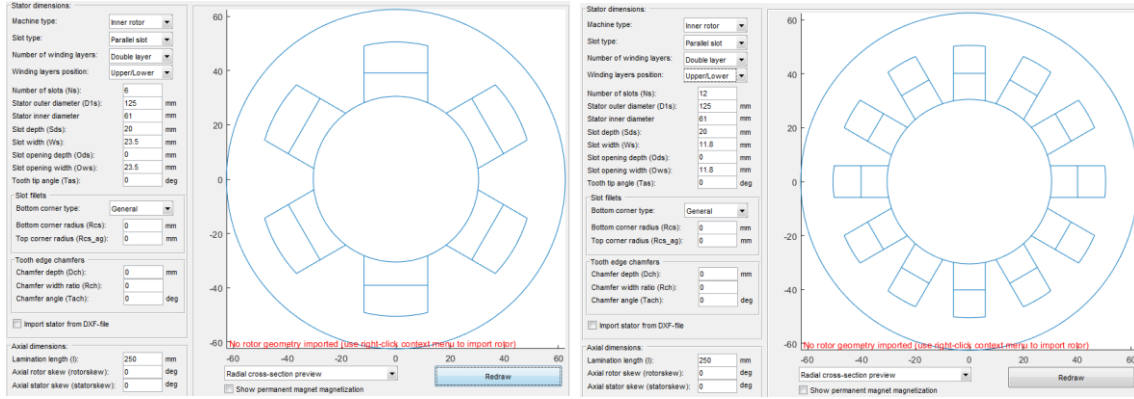 Stator dimensions:
Machine type: Inner rotor
Slot type: Parallel slot
Number of winding layers: Double layer
Winding layers position: Upper/Lower
Number of slots (Ns): 6
Stator outer diameter (D1s): 125 mm
Stator inner diameter 61 mm
Slot depth (Sds): 20 mm
Slot width (Ws): 23.5 mm
Slot opening depth (Ods): 0 mm
Slot opening width (Ows): 23.5 mm
Tooth tip angle (Tas): 0 deg
Slot fillets
Bottom corner type: General
Bottom corner radius (Rcs): 0 mm
Top corner radius (Rcs_ag): 0 mm
Tooth edge chamfers
Chamfer depth (Dch): 0 mm
Chamfer width ratio (Rch): 0
Chamfer angle (Tach): 0 deg
Import stator from DXF-file
Axial dimensions:
Lamination length (l): 250 mm
Axial rotor skew (rotorskew): 0 deg
Axial stator skew (statorskew): 0 deg
60
40
20
0
-20
-40
-60
No rotor geometry imported (use right-click context menu to import rotor)
-60 -40 -20 0 20 40 60
Radial cross-section preview
Redraw
Show permanent magnet magnetization
Stator dimensions:
Machine type: Inner rotor
Slot type: Parallel slot
Number of winding layers: Double layer
Winding layers position: Upper/Lower
Number of slots (Ns): 12
Stator outer diameter (D1s): 125 mm
Stator inner diameter 61 mm
Slot depth (Sds): 20 mm
Slot width (Ws): 11.8 mm
Slot opening depth (Ods): 0 mm
Slot opening width (Ows): 11.8 mm
Tooth tip angle (Tas): 0 deg
Slot fillets
Bottom corner type: General
Bottom corner radius (Rcs): 0 mm
Top corner radius (Rcs_ag): 0 mm
Tooth edge chamfers
Chamfer depth (Dch): 0 mm
Chamfer width ratio (Rch): 0
Chamfer angle (Tach): 0 deg
Import stator from DXF-file
Axial dimensions:
Lamination length (l): 250 mm
Axial rotor skew (rotorskew): 0 deg
Axial stator skew (statorskew): 0 deg
60
40
20
0
-20
-40
-60
No rotor geometry imported (use right-click context menu to import rotor)
-60 -40 -20 0 20 40 60
Radial cross-section preview
Redraw
Show permanent magnet magnetization